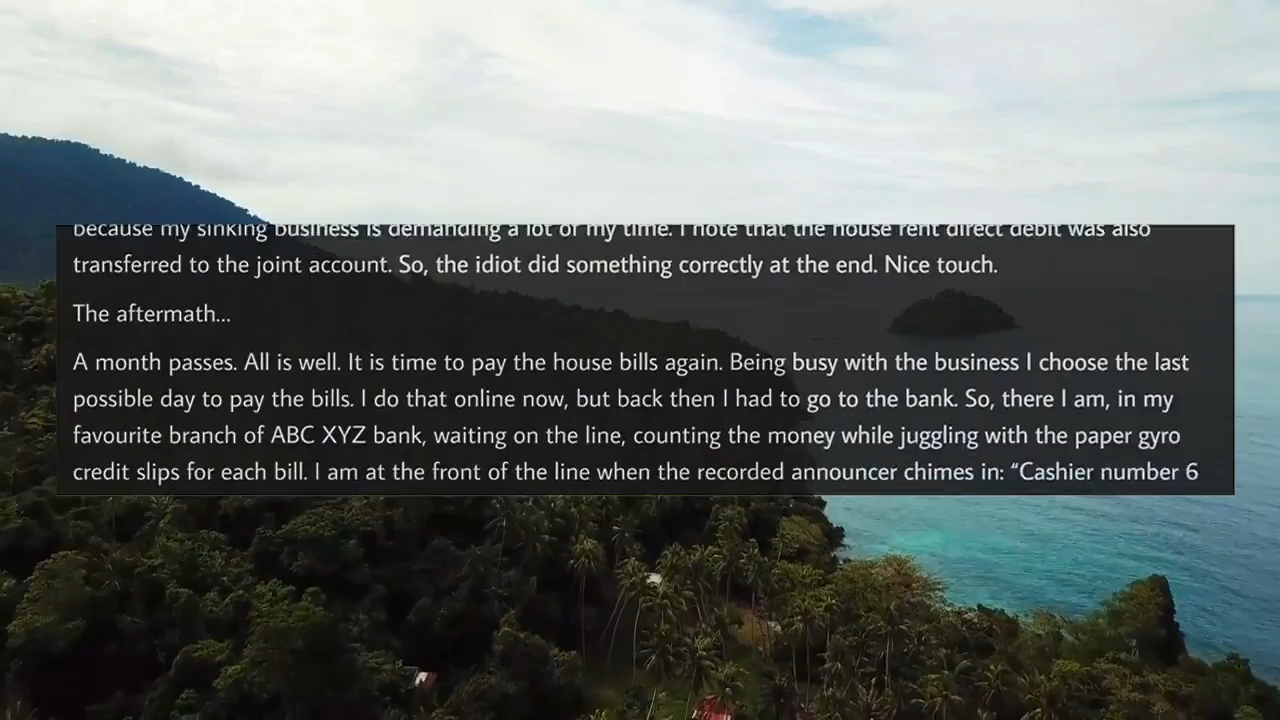 because my sinking business is demanding a lot of my time. I note that the house rent direct debit was also
transferred to the joint account. So, the idiot did something correctly at the end. Nice touch.
The aftermath...
A month passes. All is well. It is time to pay the house bills again. Being busy with the business I choose the last
possible day to pay the bills. I do that online now, but back then I had to go to the bank. So, there I am, in my
favourite branch of ABC XYZ bank, waiting on the line, counting the money while juggling with the paper gyro
credit slips for each bill. I am at the front of the line when the recorded announcer chimes in: “Cashier number 6